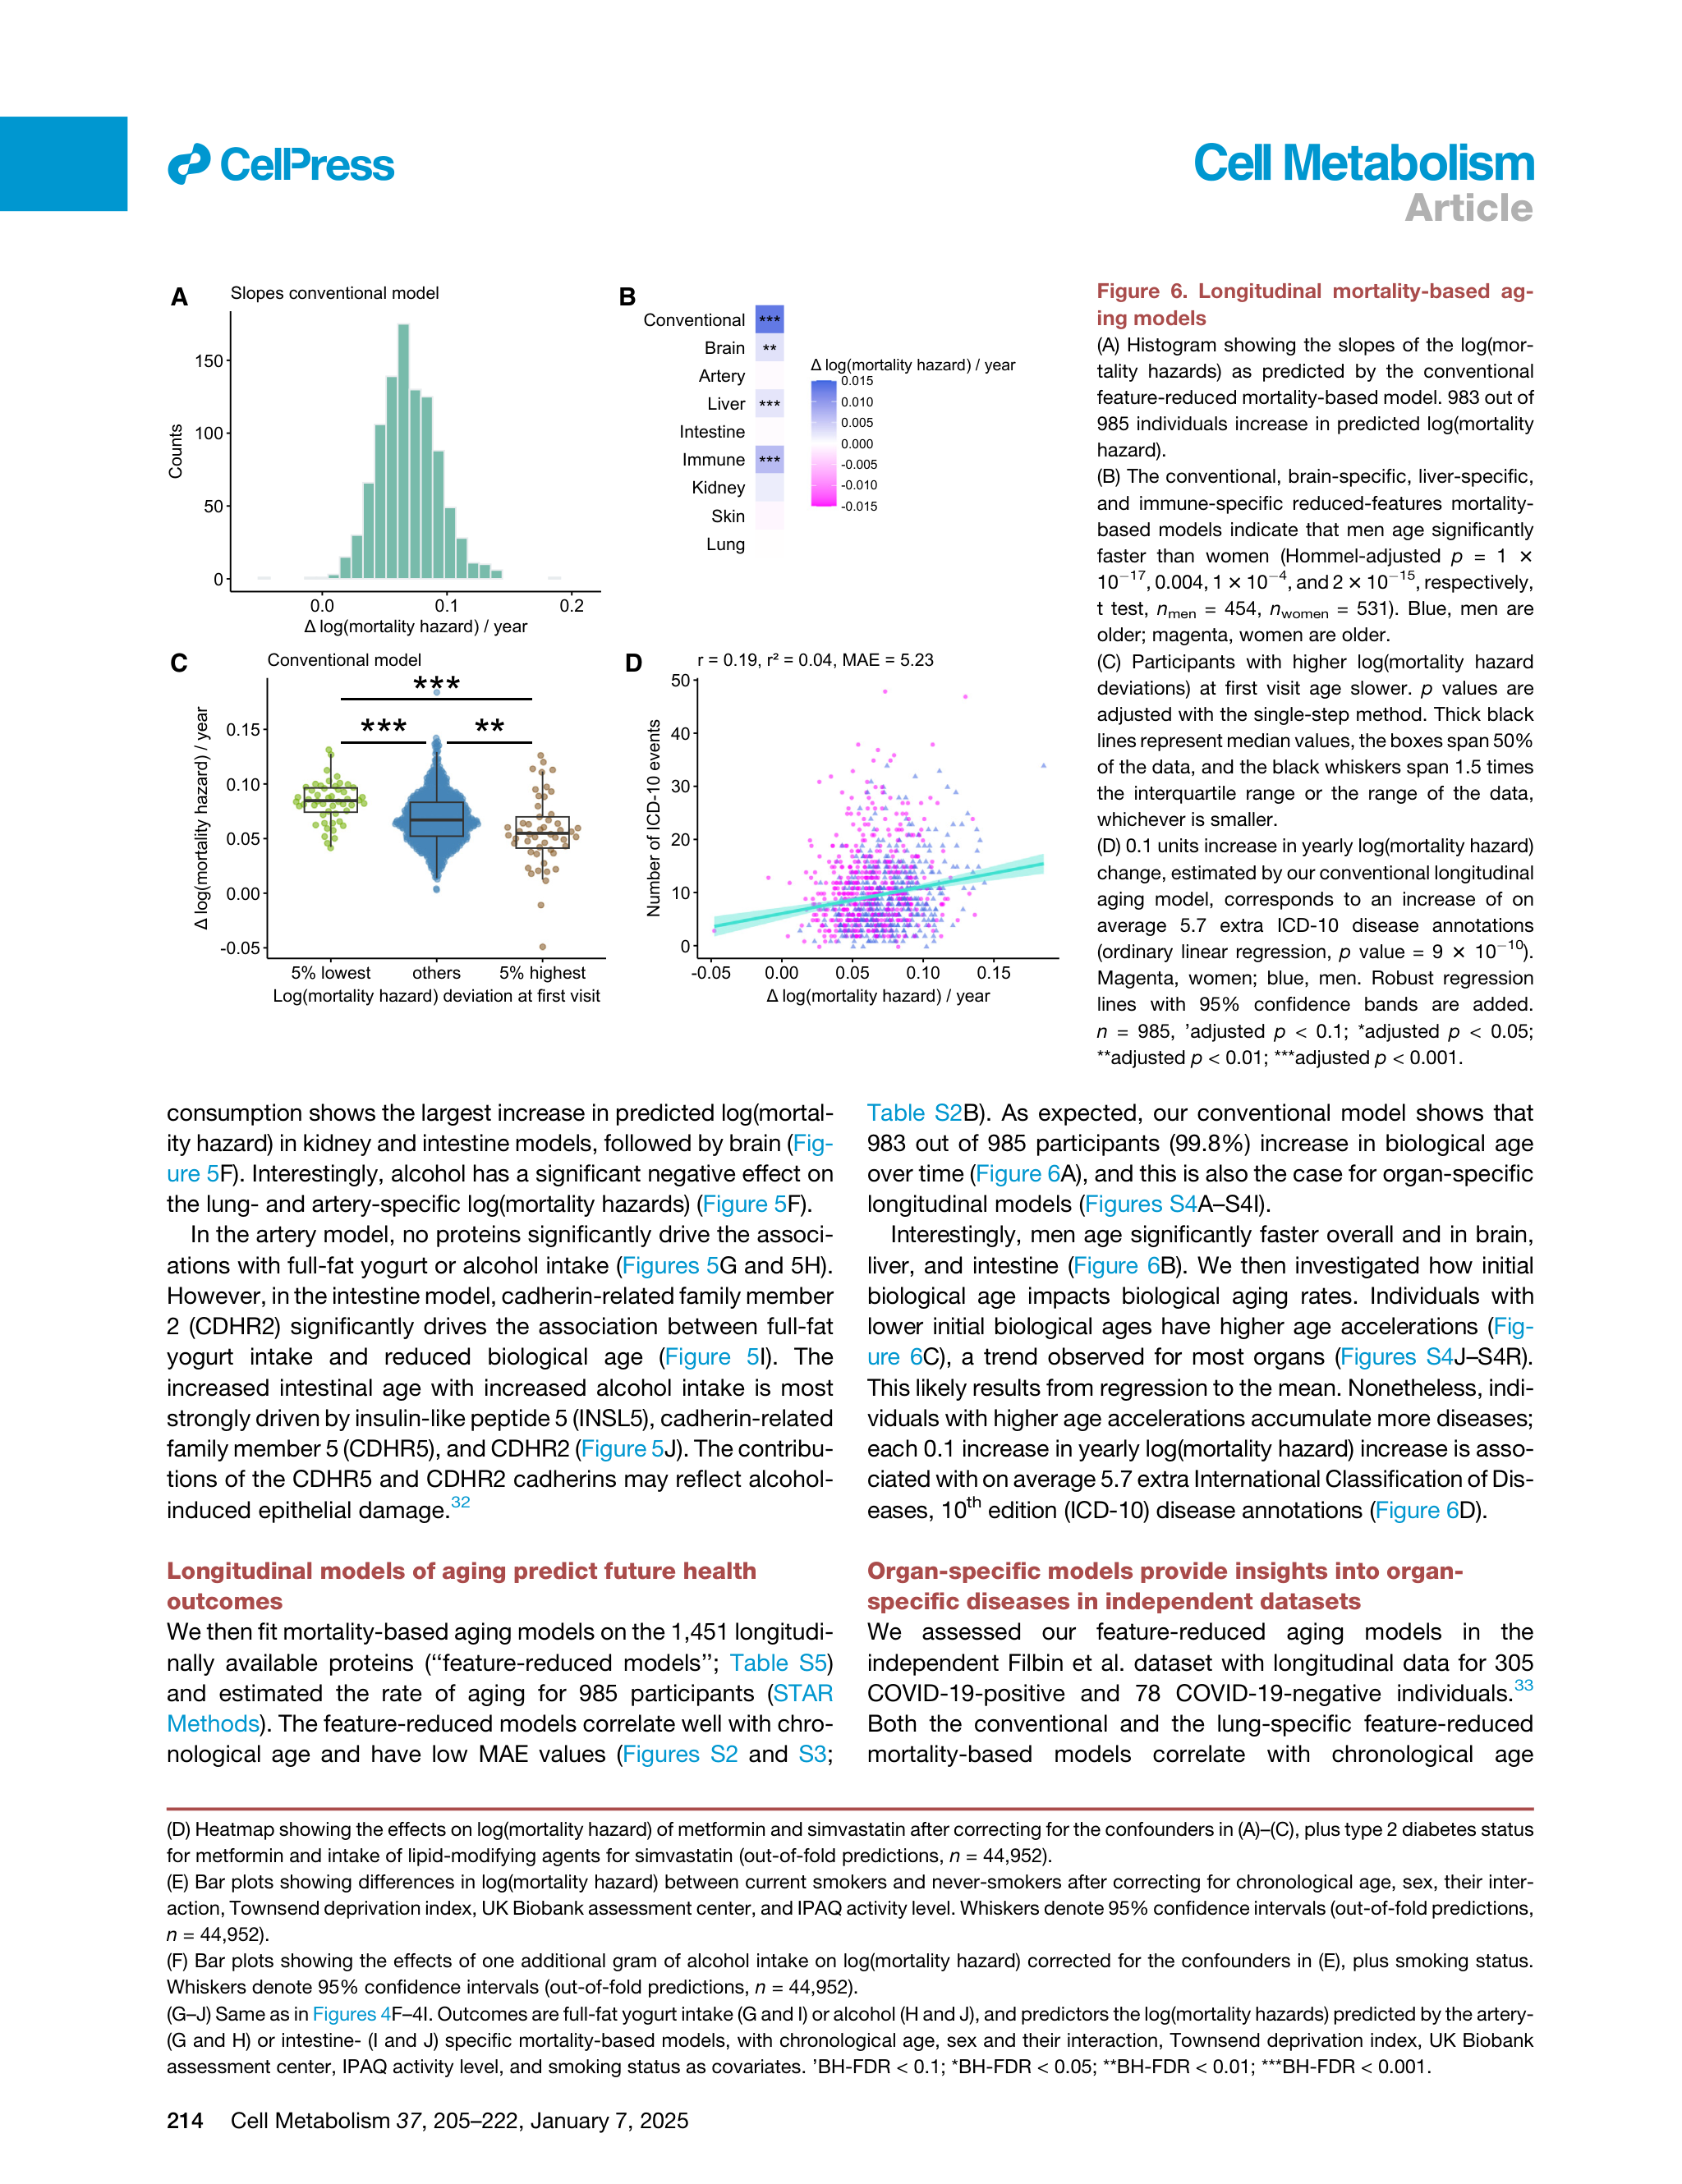 CellPress
Cell Metabolism
Article
A
Slopes conventional model
150
100
50
0
Counts
0.0
0.1
0.2
Δ log(mortality hazard) / year
B
Conventional
***
Brain
**
Artery
Liver
***
Intestine
Immune
***
Kidney
Skin
Lung
Δ log(mortality hazard) / year
0.015
0.010
0.005
0.000
-0.005
-0.010
-0.015
C
Conventional model
***
***
**
0.15
0.10
0.05
0.00
-0.05
Δ log(mortality hazard) / year
5% lowest
others
5% highest
Log(mortality hazard) deviation at first visit
D
r = 0.19, r² = 0.04, MAE = 5.23
50
40
30
20
10
0
Number of ICD-10 events
-0.05
0.00
0.05
0.10
0.15
Δ log(mortality hazard) / year
Figure 6. Longitudinal mortality-based ag-
ing models
(A) Histogram showing the slopes of the log(mor-
tality hazards) as predicted by the conventional
feature-reduced mortality-based model. 983 out of
985 individuals increase in predicted log(mortality
hazard).
(B) The conventional, brain-specific, liver-specific,
and immune-specific reduced-features mortality-
based models indicate that men age significantly
faster than women (Hommel-adjusted p = 1 ×
10−17, 0.004, 1 × 10−4, and 2 × 10−15, respectively,
t test, nmen = 454, nwomen = 531). Blue, men are
older; magenta, women are older.
(C) Participants with higher log(mortality hazard
deviations) at first visit age slower. p values are
adjusted with the single-step method. Thick black
lines represent median values, the boxes span 50%
of the data, and the black whiskers span 1.5 times
the interquartile range or the range of the data,
whichever is smaller.
(D) 0.1 units increase in yearly log(mortality hazard)
change, estimated by our conventional longitudinal
aging model, corresponds to an increase of on
average 5.7 extra ICD-10 disease annotations
(ordinary linear regression, p value = 9 × 10−10).
Magenta, women; blue, men. Robust regression
lines with 95% confidence bands are added.
n = 985, ’adjusted p < 0.1; *adjusted p < 0.05;
**adjusted p < 0.01; ***adjusted p < 0.001.
consumption shows the largest increase in predicted log(mortal-
ity hazard) in kidney and intestine models, followed by brain (Fig-
ure 5F). Interestingly, alcohol has a significant negative effect on
the lung- and artery-specific log(mortality hazards) (Figure 5F).
In the artery model, no proteins significantly drive the associ-
ations with full-fat yogurt or alcohol intake (Figures 5G and 5H).
However, in the intestine model, cadherin-related family member
2 (CDHR2) significantly drives the association between full-fat
yogurt intake and reduced biological age (Figure 5I). The
increased intestinal age with increased alcohol intake is most
strongly driven by insulin-like peptide 5 (INSL5), cadherin-related
family member 5 (CDHR5), and CDHR2 (Figure 5J). The contribu-
tions of the CDHR5 and CDHR2 cadherins may reflect alcohol-
induced epithelial damage.32
Longitudinal models of aging predict future health
outcomes
We then fit mortality-based aging models on the 1,451 longitudi-
nally available proteins (‘‘feature-reduced models’’; Table S5)
and estimated the rate of aging for 985 participants (STAR
Methods). The feature-reduced models correlate well with chro-
nological age and have low MAE values (Figures S2 and S3;
Table S2B). As expected, our conventional model shows that
983 out of 985 participants (99.8%) increase in biological age
over time (Figure 6A), and this is also the case for organ-specific
longitudinal models (Figures S4A–S4I).
Interestingly, men age significantly faster overall and in brain,
liver, and intestine (Figure 6B). We then investigated how initial
biological age impacts biological aging rates. Individuals with
lower initial biological ages have higher age accelerations (Fig-
ure 6C), a trend observed for most organs (Figures S4J–S4R).
This likely results from regression to the mean. Nonetheless, indi-
viduals with higher age accelerations accumulate more diseases;
each 0.1 increase in yearly log(mortality hazard) increase is asso-
ciated with on average 5.7 extra International Classification of Dis-
eases, 10th edition (ICD-10) disease annotations (Figure 6D).
Organ-specific models provide insights into organ-
specific diseases in independent datasets
We assessed our feature-reduced aging models in the
independent Filbin et al. dataset with longitudinal data for 305
COVID-19-positive and 78 COVID-19-negative individuals.33
Both the conventional and the lung-specific feature-reduced
mortality-based models correlate with chronological age
(D) Heatmap showing the effects on log(mortality hazard) of metformin and simvastatin after correcting for the confounders in (A)–(C), plus type 2 diabetes status
for metformin and intake of lipid-modifying agents for simvastatin (out-of-fold predictions, n = 44,952).
(E) Bar plots showing differences in log(mortality hazard) between current smokers and never-smokers after correcting for chronological age, sex, their inter-
action, Townsend deprivation index, UK Biobank assessment center, and IPAQ activity level. Whiskers denote 95% confidence intervals (out-of-fold predictions,
n = 44,952).
(F) Bar plots showing the effects of one additional gram of alcohol intake on log(mortality hazard) corrected for the confounders in (E), plus smoking status.
Whiskers denote 95% confidence intervals (out-of-fold predictions, n = 44,952).
(G–J) Same as in Figures 4F–4I. Outcomes are full-fat yogurt intake (G and I) or alcohol (H and J), and predictors the log(mortality hazards) predicted by the artery-
(G and H) or intestine- (I and J) specific mortality-based models, with chronological age, sex and their interaction, Townsend deprivation index, UK Biobank
assessment center, IPAQ activity level, and smoking status as covariates. ’BH-FDR < 0.1; *BH-FDR < 0.05; **BH-FDR < 0.01; ***BH-FDR < 0.001.
214 Cell Metabolism 37, 205–222, January 7, 2025